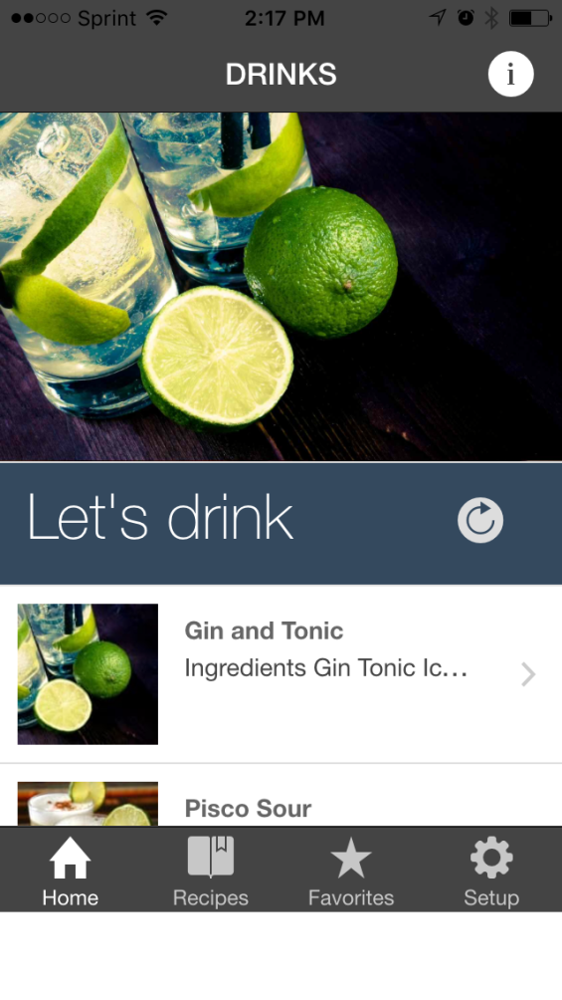 Sprint 2:17 PM
DRINKS
i
Let's drink
Gin and Tonic
Ingredients Gin Tonic Ic...
Pisco Sour
Home Recipes Favorites Setup